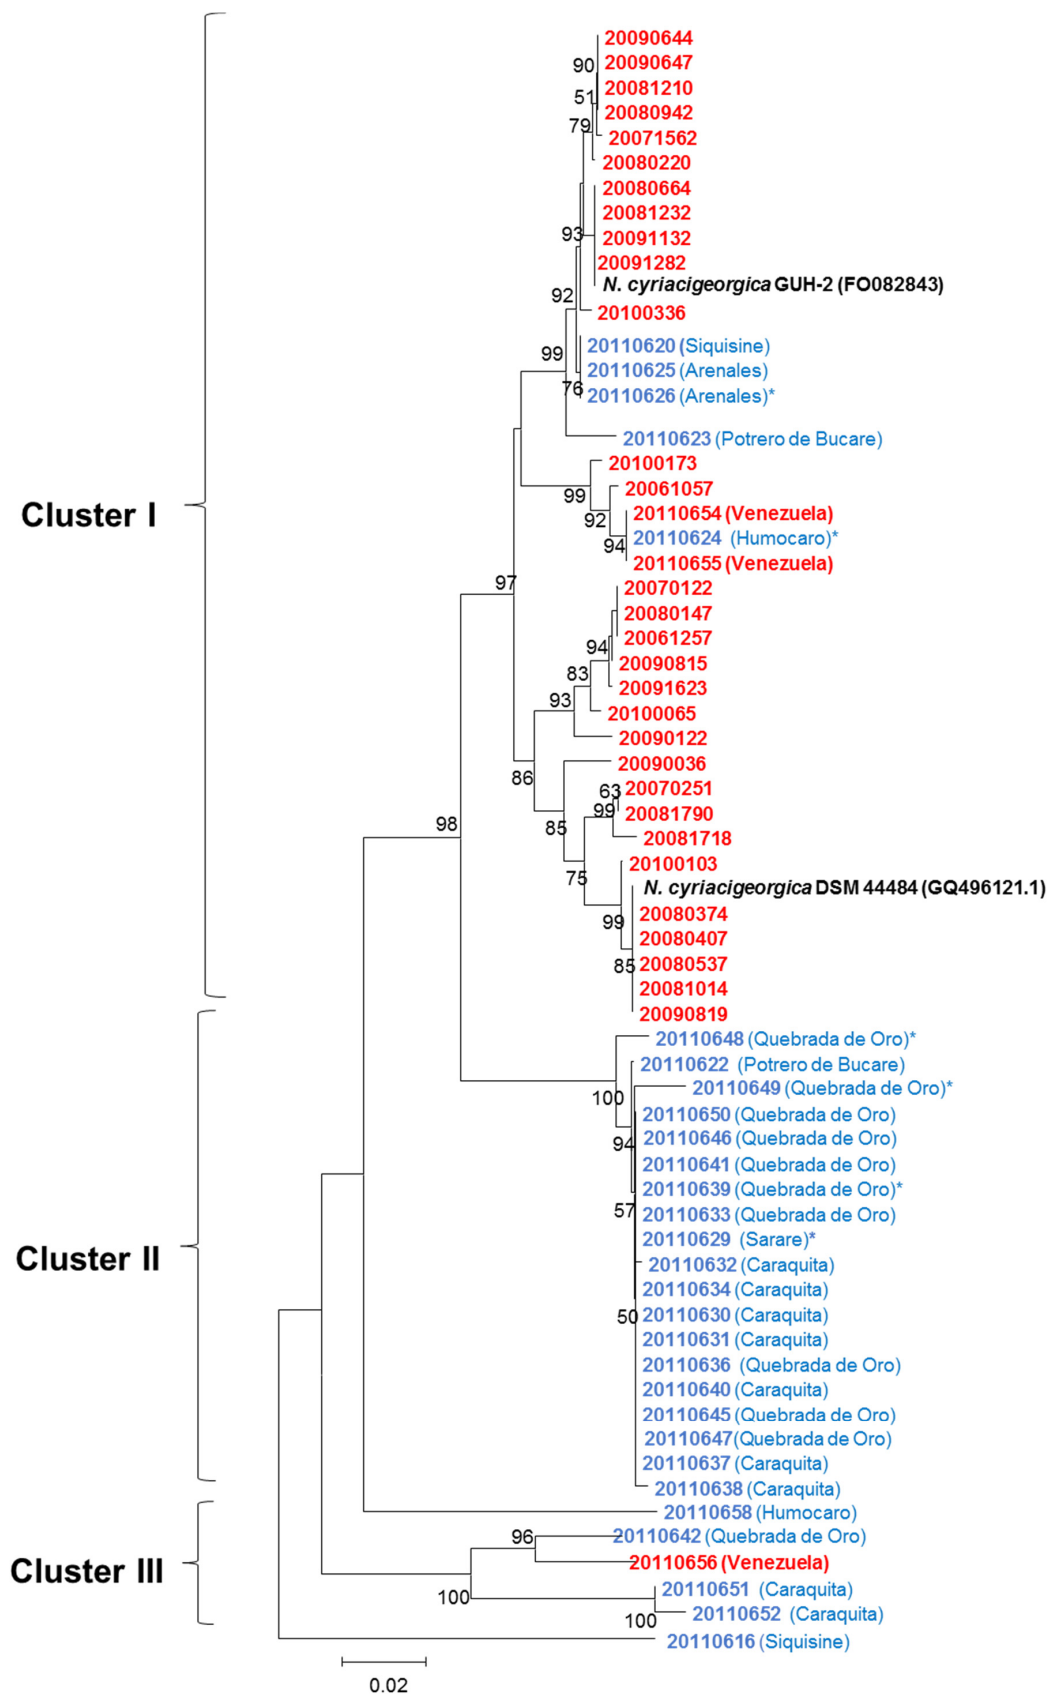 20090644
90
20090647
20081210
51
20080942
79
20071562
20080220
20080664
20081232
93
20091132
20091282
N. cyriacigeorgica GUH-2 (FO082843)
92
20100336
20110620 (Siquisine)
99
20110625 (Arenales)
76
20110626 (Arenales)*
20110623 (Potrero de Bucare)
20100173
99
20061057
Cluster I
92
20110654 (Venezuela)
20110624 (Humocaro)*
94
20110655 (Venezuela)
97
20070122
20080147
20061257
94
20090815
83
20091623
93
20100065
20090122
86
20090036
63
20070251
99
20081790
98
85
20081718
75
20100103
N. cyriacigeorgica DSM 44484 (GQ496121.1)
99
20080374
20080407
85
20080537
20081014
20090819
20110648 (Quebrada de Oro)*
20110622 (Potrero de Bucare)
100
20110649 (Quebrada de Oro)*
20110650 (Quebrada de Oro)
94
20110646 (Quebrada de Oro)
20110641 (Quebrada de Oro)
20110639 (Quebrada de Oro)*
57
20110633 (Quebrada de Oro)
20110629 (Sarare)*
Cluster II
20110632 (Caraquita)
20110634 (Caraquita)
50
20110630 (Caraquita)
20110631 (Caraquita)
20110636 (Quebrada de Oro)
20110640 (Caraquita)
20110645 (Quebrada de Oro)
20110647 (Quebrada de Oro)
20110637 (Caraquita)
20110638 (Caraquita)
20110658 (Humocaro)
96
20110642 (Quebrada de Oro)
Cluster III
20110656 (Venezuela)
100
20110651 (Caraquita)
100
20110652 (Caraquita)
20110616 (Siquisine)
0.02